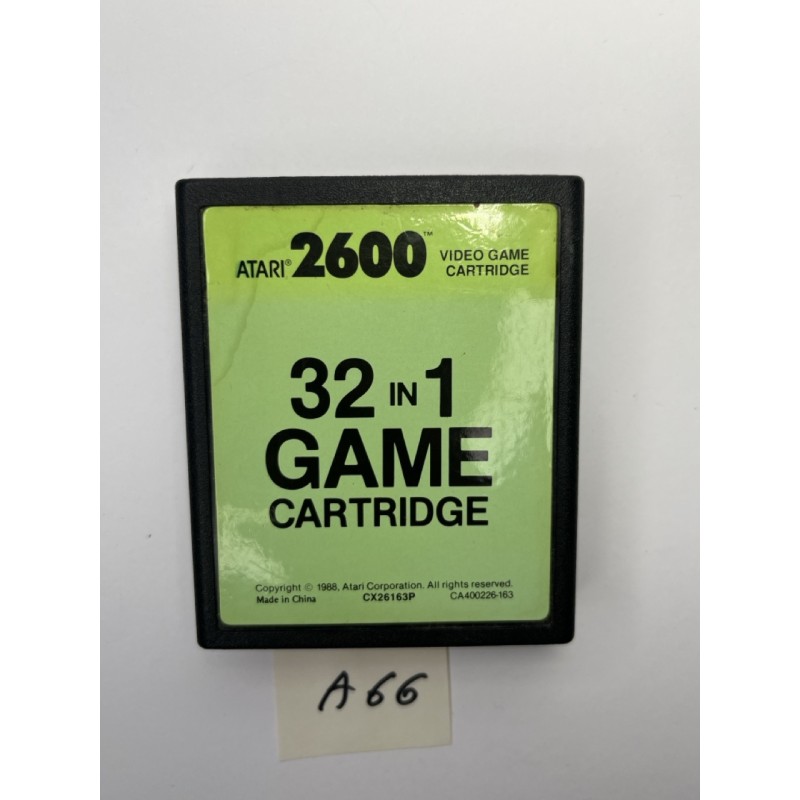 ATARI® 2600™ VIDEO GAME
CARTRIDGE
32 IN 1
GAME
CARTRIDGE
Copyright © 1988, Atari Corporation. All rights reserved.
Made in China CX26163P CA400226-163
A66